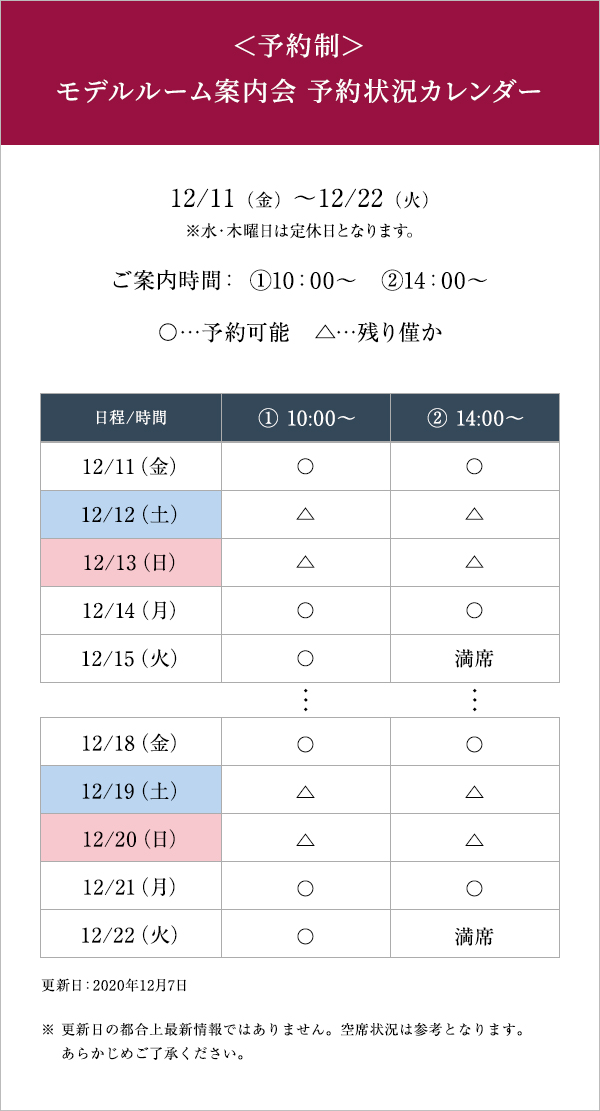 ＜予約制＞
モデルルーム案内会 予約状況カレンダー
12/11（金）～12/22（火）
※水・木曜日は定休日となります。
ご案内時間： ①10：00～ ②14：00～
○…予約可能 △…残り僅か
日程/時間 ① 10:00～ ② 14:00～
12/11（金） ○ ○
12/12（土） △ △
12/13（日） △ △
12/14（月） ○ ○
12/15（火） ○ 満席
⋮ ⋮
12/18（金） ○ ○
12/19（土） △ △
12/20（日） △ △
12/21（月） ○ ○
12/22（火） ○ 満席
更新日：2020年12月7日
※ 更新日の都合上最新情報ではありません。空席状況は参考となります。
あらかじめご了承ください。